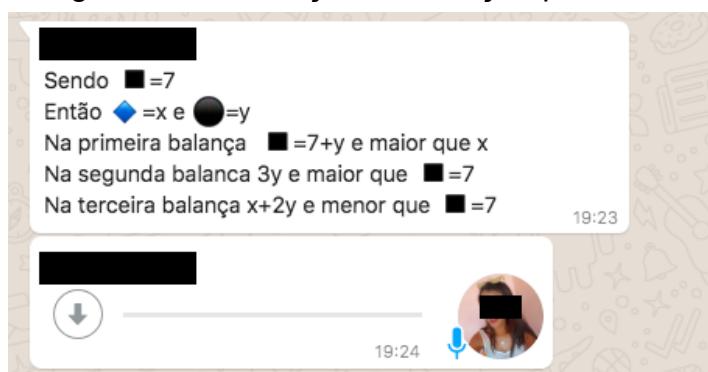 Sendo ◼=7
Então 🔷=x e ⚫=y
Na primeira balança ◼=7+y e maior que x
Na segunda balanca 3y e maior que ◼=7
Na terceira balança x+2y e menor que ◼=7
19:23
19:24